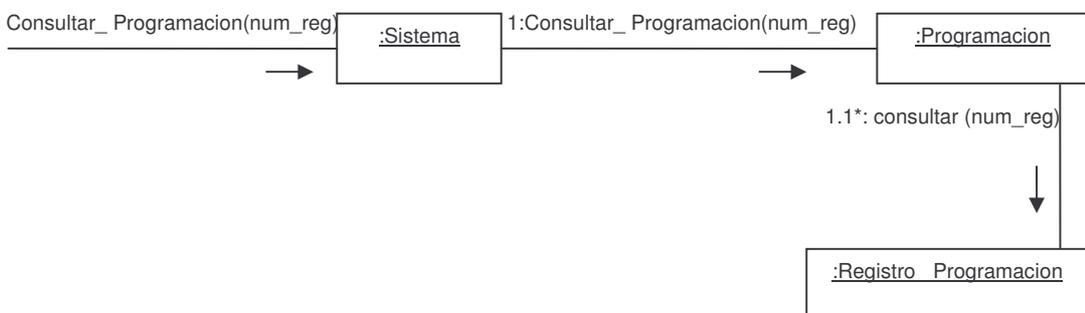 Consultar_ Programacion(num_reg)
:Sistema
1:Consultar_ Programacion(num_reg)
:Programacion
1.1*: consultar (num_reg)
:Registro_ Programacion